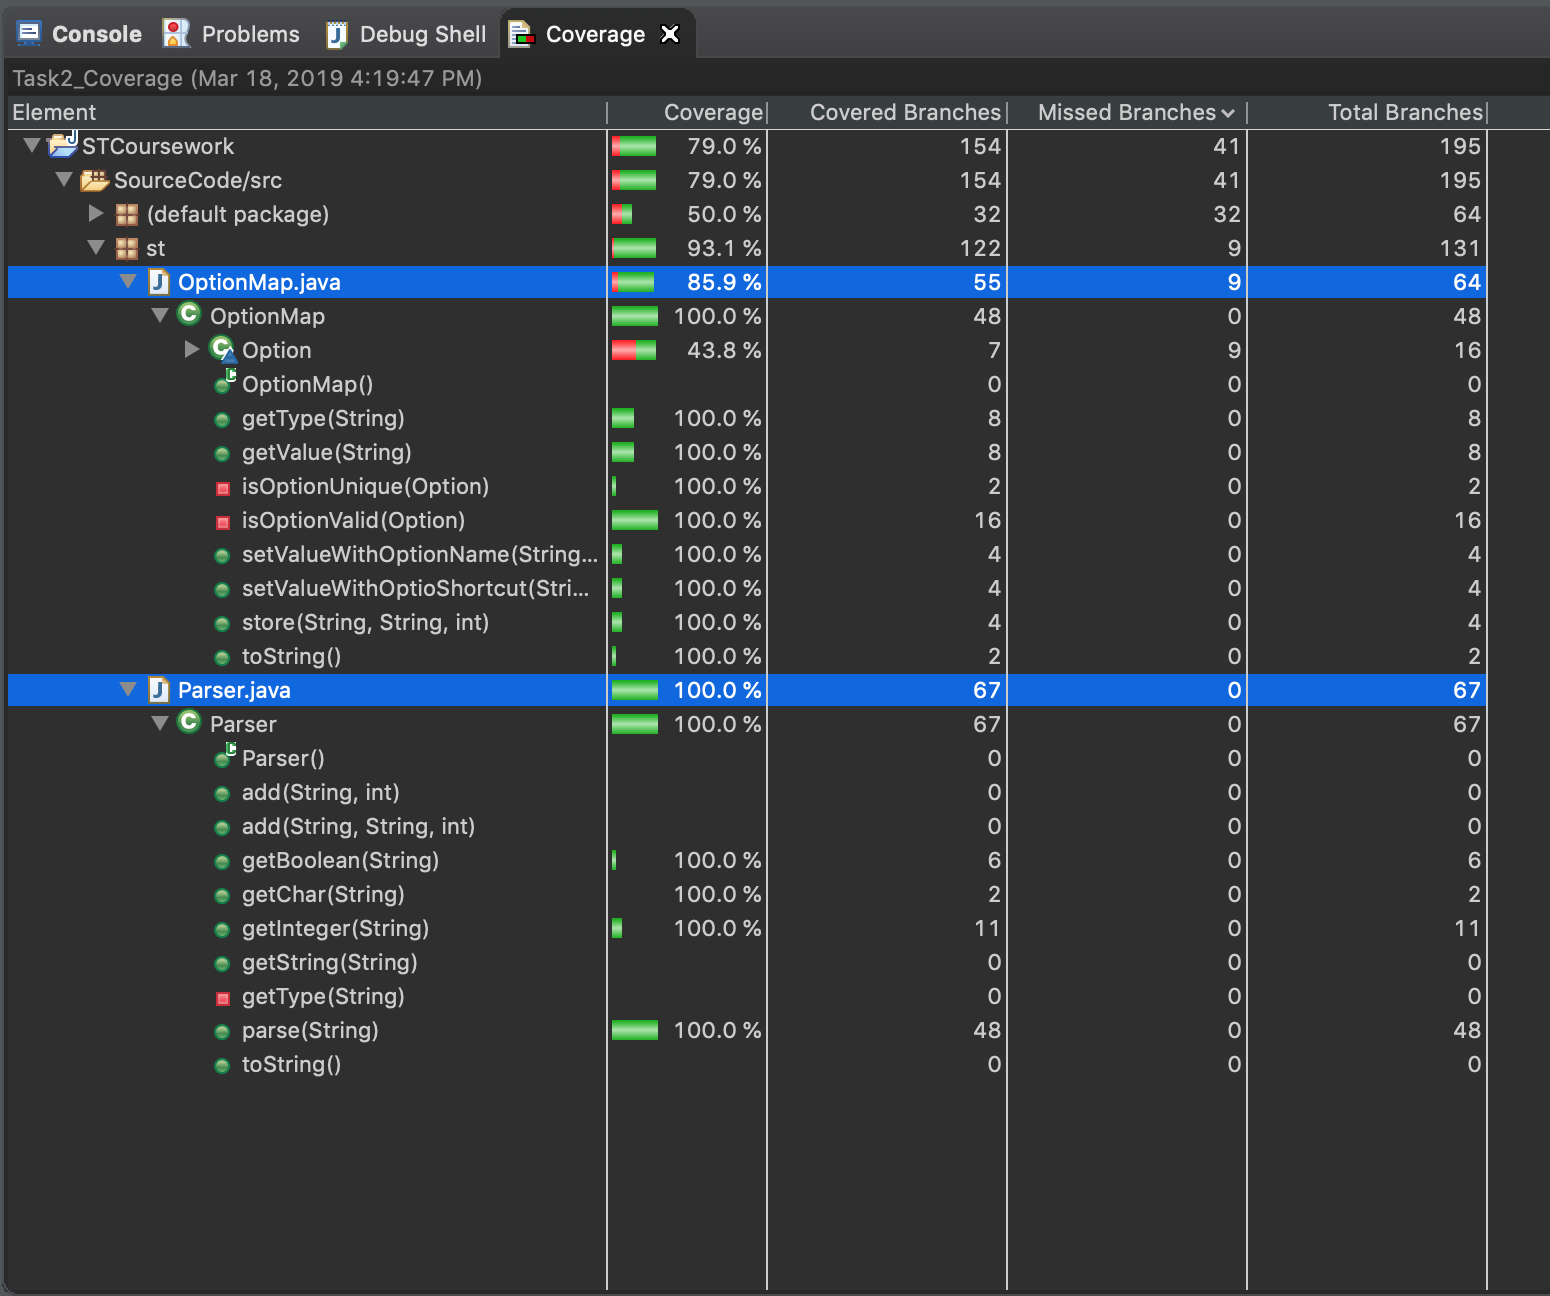 Console Problems Debug Shell Coverage
Task2_Coverage (Mar 18, 2019 4:19:47 PM)
Element Coverage Covered Branches Missed Branches Total Branches
STCoursework 79.0 % 154 41 195
SourceCode/src 79.0 % 154 41 195
(default package) 50.0 % 32 32 64
st 93.1 % 122 9 131
OptionMap.java 85.9 % 55 9 64
OptionMap 100.0 % 48 0 48
Option 43.8 % 7 9 16
OptionMap() 0 0 0
getType(String) 100.0 % 8 0 8
getValue(String) 100.0 % 8 0 8
isOptionUnique(Option) 100.0 % 2 0 2
isOptionValid(Option) 100.0 % 16 0 16
setValueWithOptionName(String... 100.0 % 4 0 4
setValueWithOptioShortcut(Stri... 100.0 % 4 0 4
store(String, String, int) 100.0 % 4 0 4
toString() 100.0 % 2 0 2
Parser.java 100.0 % 67 0 67
Parser 100.0 % 67 0 67
Parser() 0 0 0
add(String, int) 0 0 0
add(String, String, int) 0 0 0
getBoolean(String) 100.0 % 6 0 6
getChar(String) 100.0 % 2 0 2
getInteger(String) 100.0 % 11 0 11
getString(String) 0 0 0
getType(String) 0 0 0
parse(String) 100.0 % 48 0 48
toString() 0 0 0